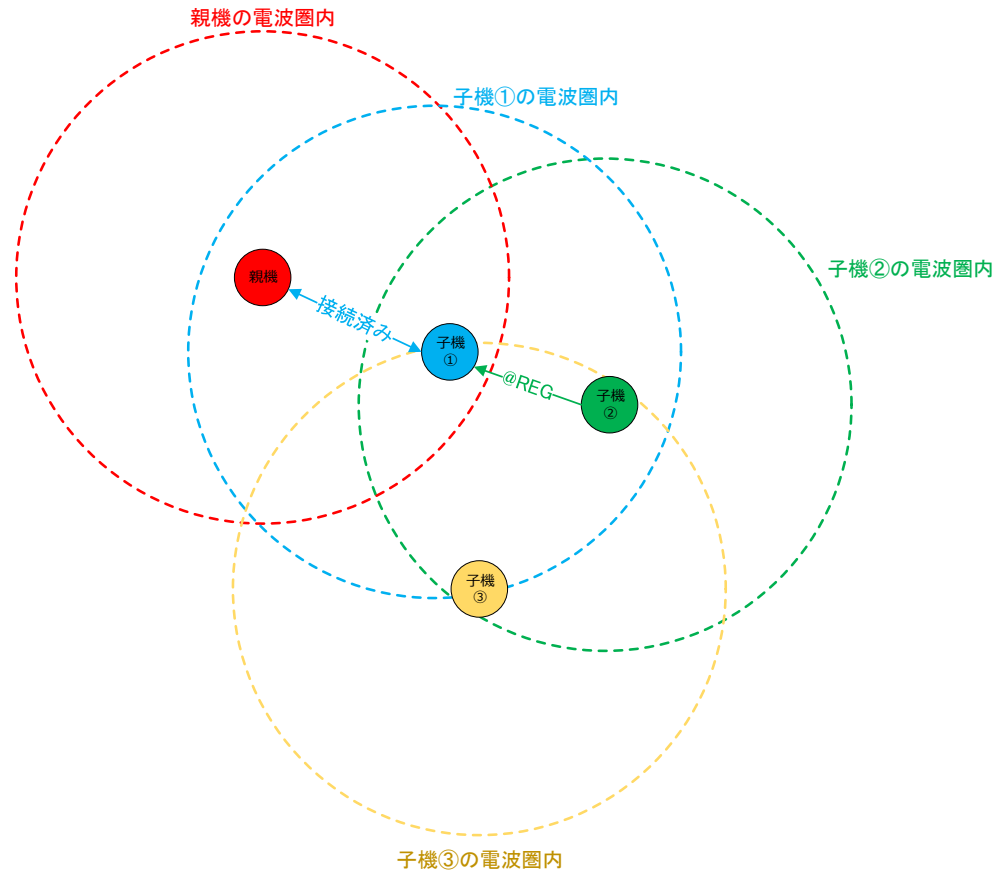 親機の電波圏内
子機①の電波圏内
子機②の電波圏内
親機
接続済み
子機
①
@REG
子機
②
子機
③
子機③の電波圏内